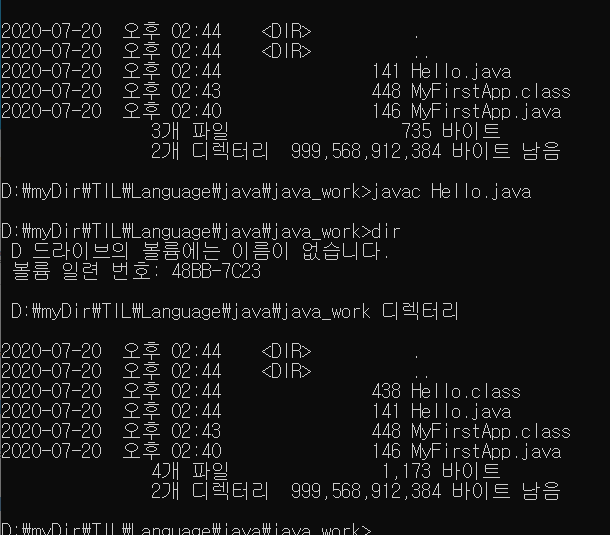 2020-07-20  오후 02:44    <DIR>          .
2020-07-20  오후 02:44    <DIR>          ..
2020-07-20  오후 02:44               141 Hello.java
2020-07-20  오후 02:43               448 MyFirstApp.class
2020-07-20  오후 02:40               146 MyFirstApp.java
3개 파일                 735 바이트
2개 디렉터리  999,568,912,384 바이트 남음
D:₩myDir₩TIL₩Language₩java₩java_work>javac Hello.java
D:₩myDir₩TIL₩Language₩java₩java_work>dir
D 드라이브의 볼륨에는 이름이 없습니다.
볼륨 일련 번호: 48BB-7C23
D:₩myDir₩TIL₩Language₩java₩java_work 디렉터리
2020-07-20  오후 02:44    <DIR>          .
2020-07-20  오후 02:44    <DIR>          ..
2020-07-20  오후 02:44               438 Hello.class
2020-07-20  오후 02:44               141 Hello.java
2020-07-20  오후 02:43               448 MyFirstApp.class
2020-07-20  오후 02:40               146 MyFirstApp.java
4개 파일               1,173 바이트
2개 디렉터리  999,568,912,384 바이트 남음
D:₩myDir₩TIL₩Language₩java₩java_work>